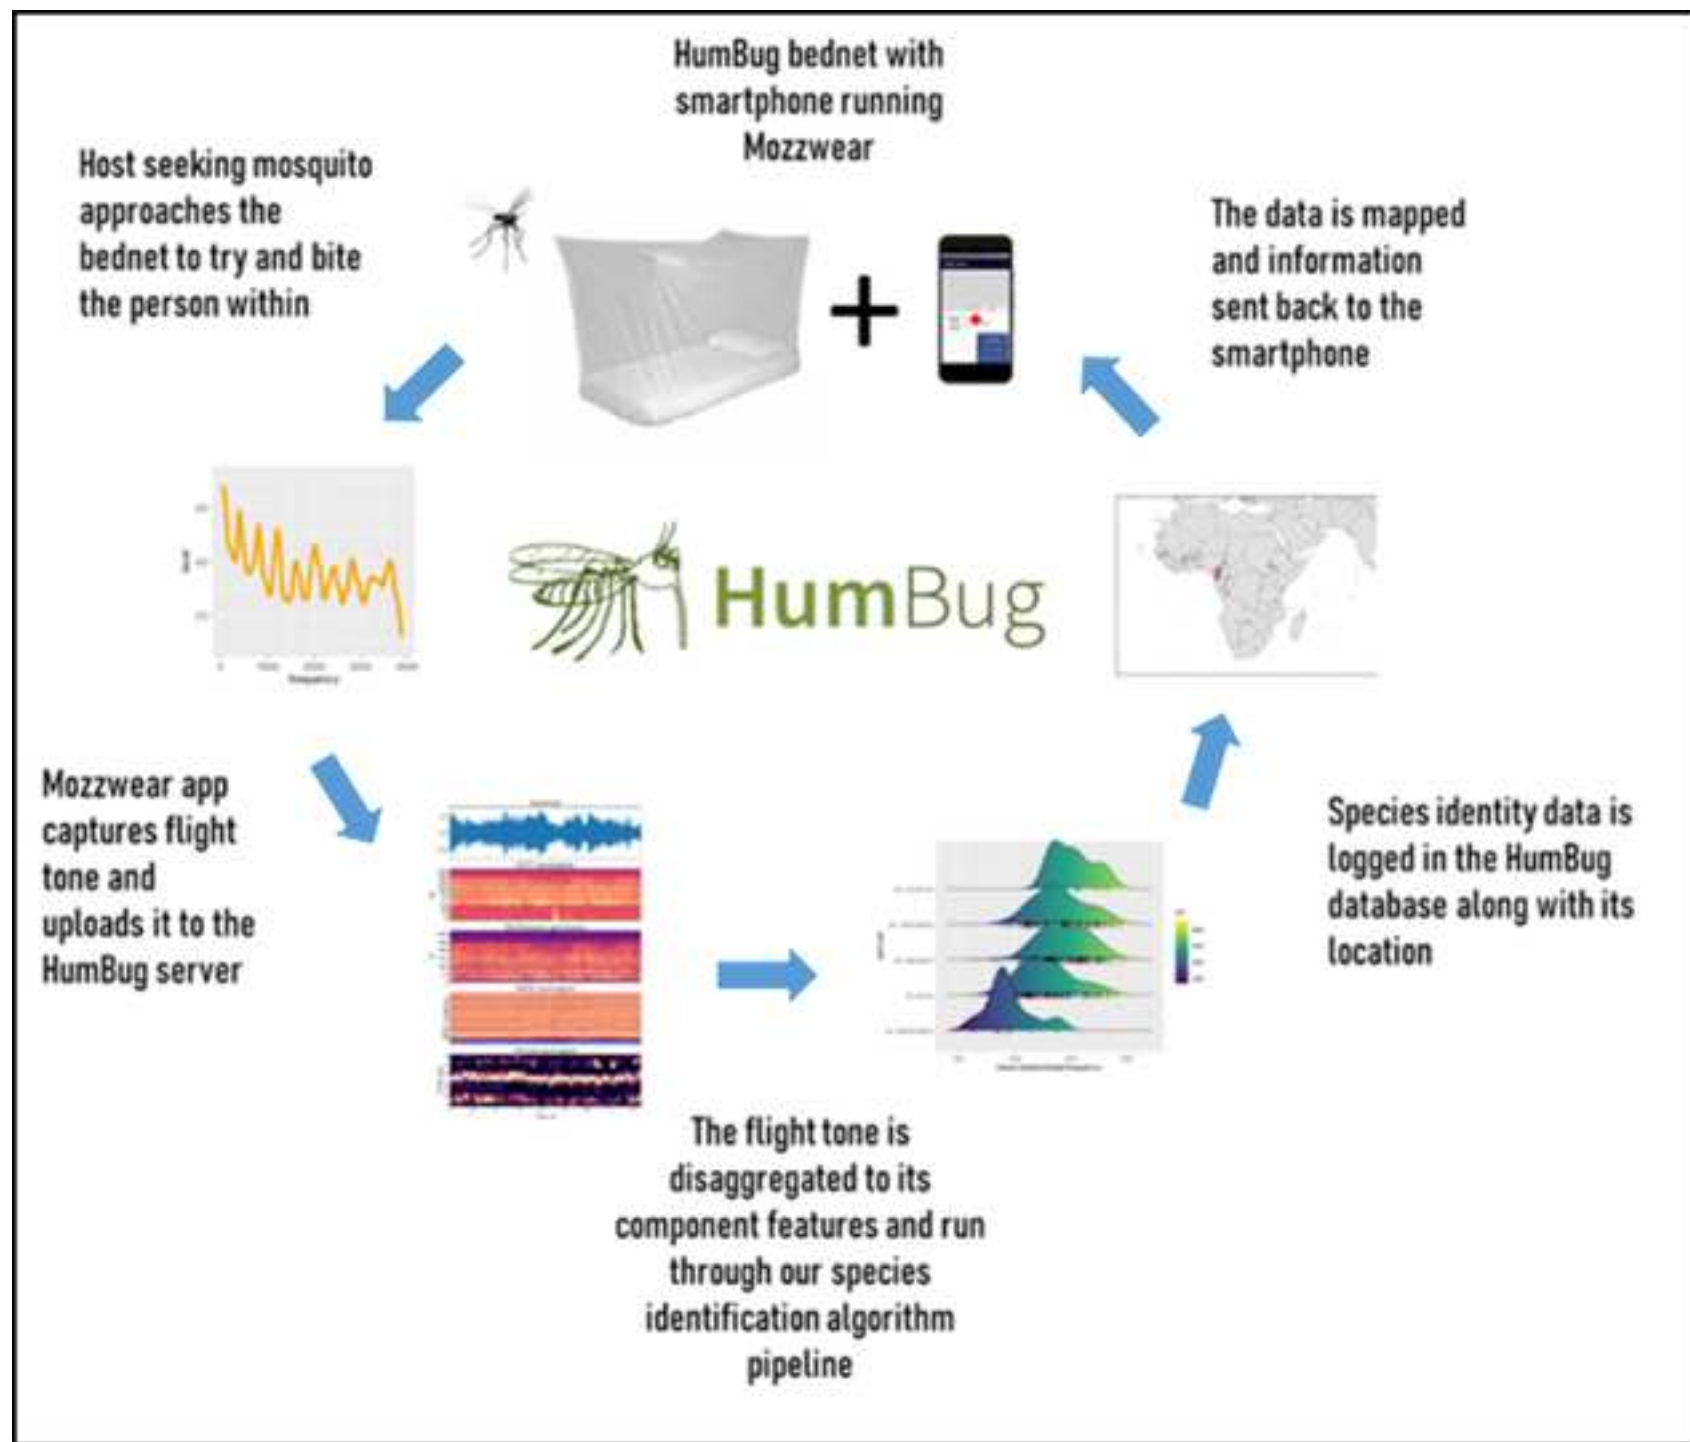 HumBug bednet with
smartphone running
Mozzwear
Host seeking mosquito
approaches the
bednet to try and bite
the person within
The data is mapped
and information
sent back to the
smartphone
frequency
HumBug
Mozzwear app
captures flight
tone and
uploads it to the
HumBug server
Species identity data is
logged in the HumBug
database along with its
location
The flight tone is
disaggregated to its
component features and run
through our species
identification algorithm
pipeline